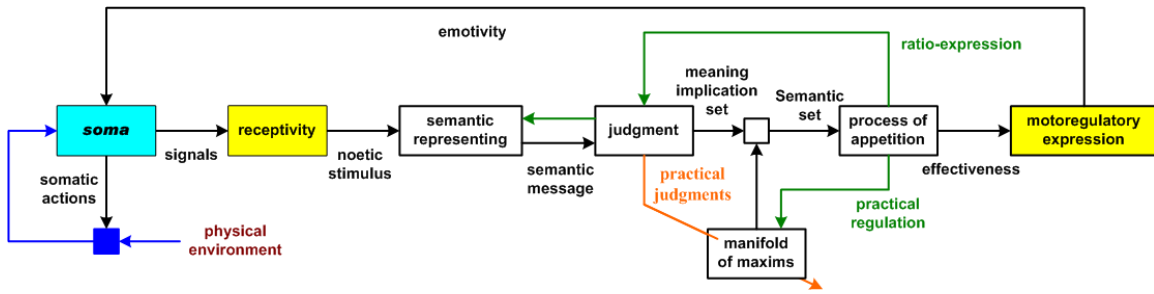 emotivity
ratio-expression
meaning
implication
set
Semantic
set
soma
receptivity
semantic
representing
judgment
process of
appetition
motoregulatory
expression
signals
noetic
stimulus
semantic
message
effectiveness
somatic
actions
practical
judgments
practical
regulation
physical
environment
manifold
of maxims